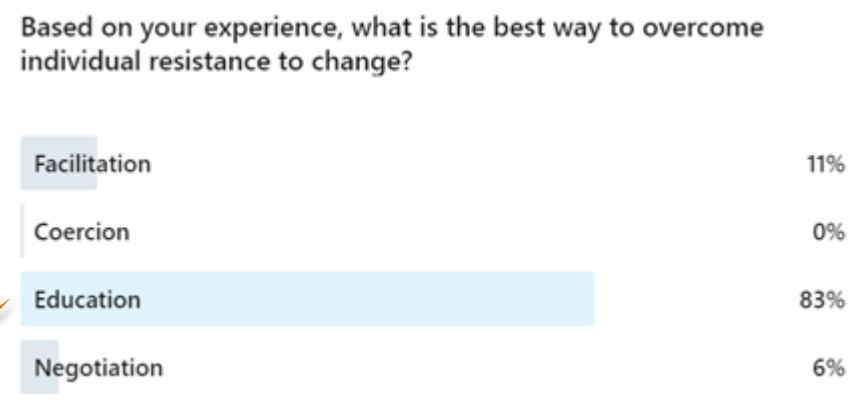 Based on your experience, what is the best way to overcome
individual resistance to change?
Facilitation 11%
Coercion 0%
Education 83%
Negotiation 6%